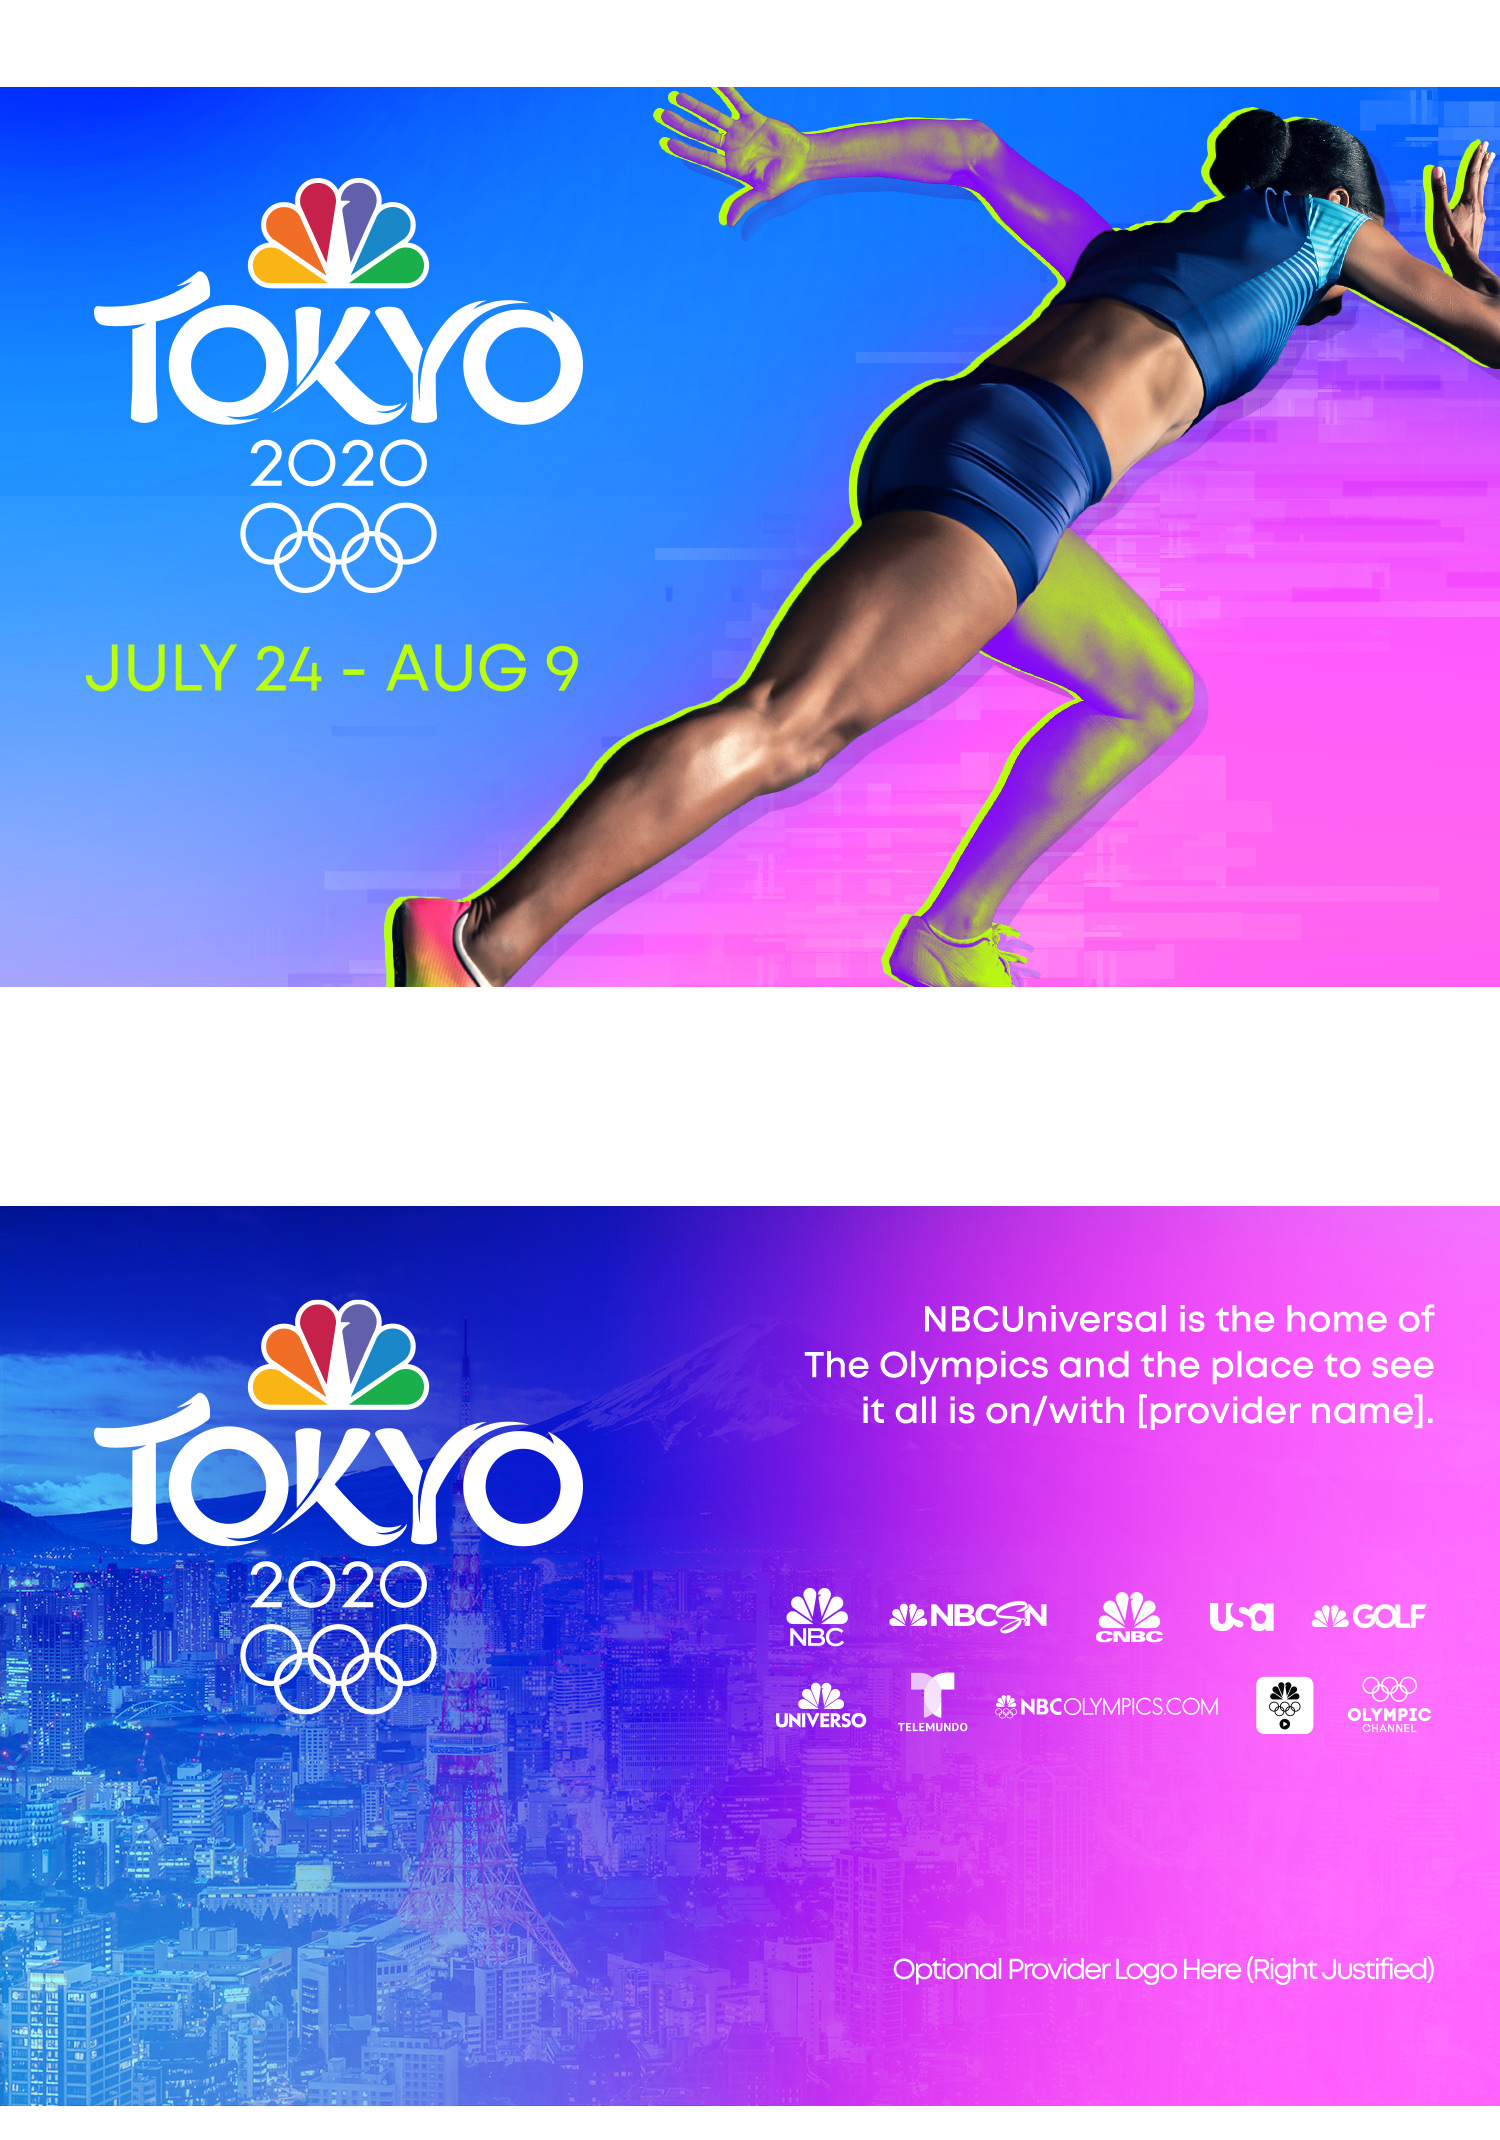 TOKYO
2020
JULY 24 - AUG 9
TOKYO
2020
NBCUniversal is the home of
The Olympics and the place to see
it all is on/with [provider name].
NBC NBCSN CNBC usa GOLF
UNIVERSO TELEMUNDO NBCOLYMPICS.COM OLYMPIC
CHANNEL
Optional Provider Logo Here (Right Justified)